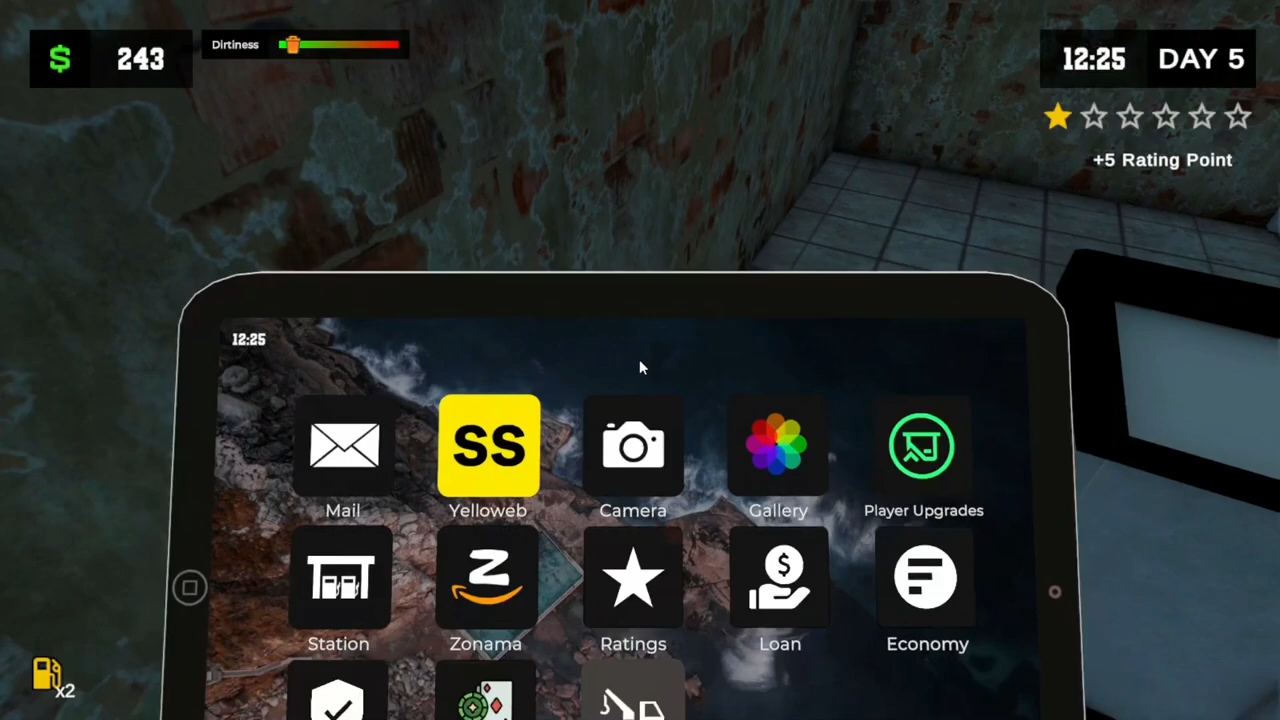 $ 243
Dirtiness
12:25 DAY 5
+5 Rating Point
12:25
SS
Mail Yelloweb Camera Gallery Player Upgrades
Z
$
Station Zonama Ratings Loan Economy
x2